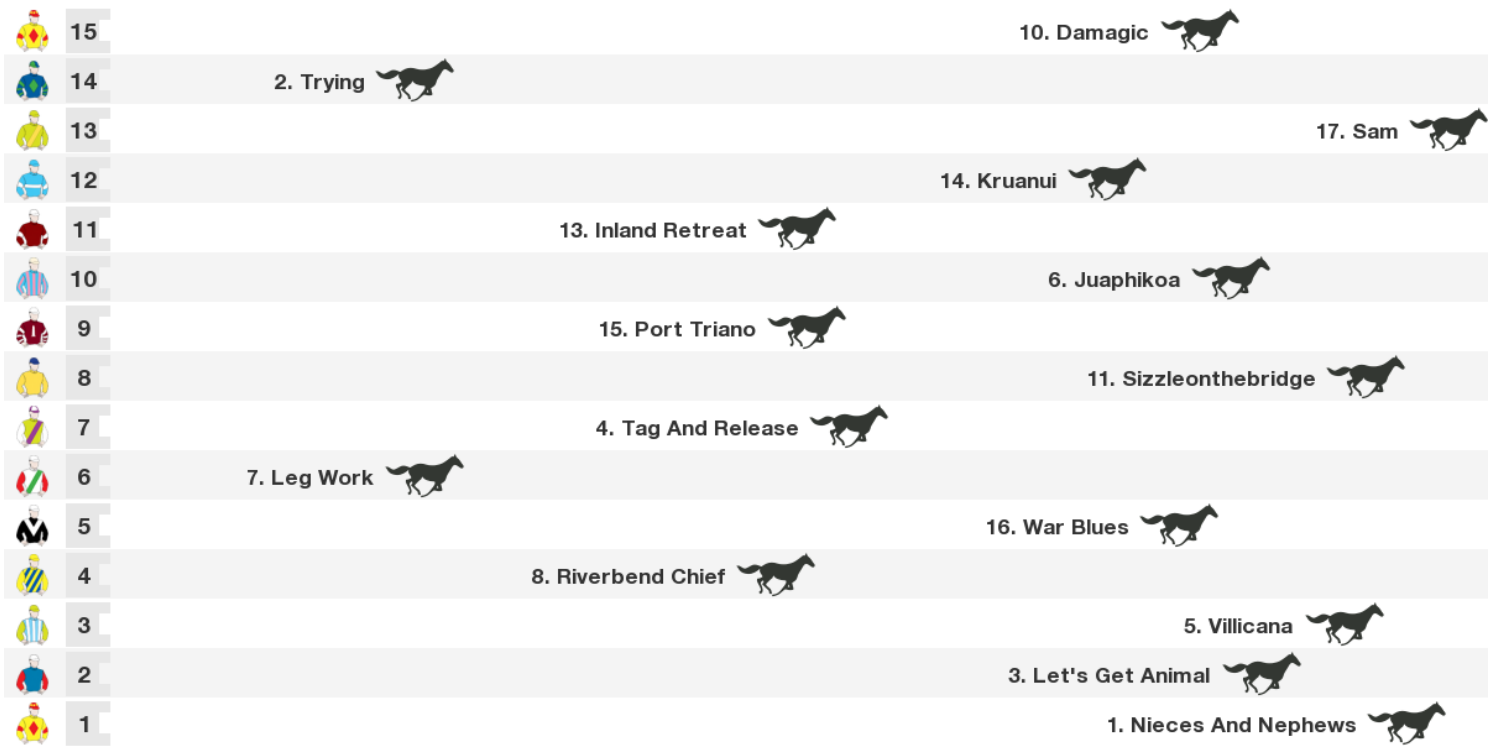 15 10. Damagic
14 2. Trying
13 17. Sam
12 14. Kruanui
11 13. Inland Retreat
10 6. Juaphikoa
9 15. Port Triano
8 11. Sizzleonthebridge
7 4. Tag And Release
6 7. Leg Work
5 16. War Blues
4 8. Riverbend Chief
3 5. Villicana
2 3. Let's Get Animal
1 1. Nieces And Nephews